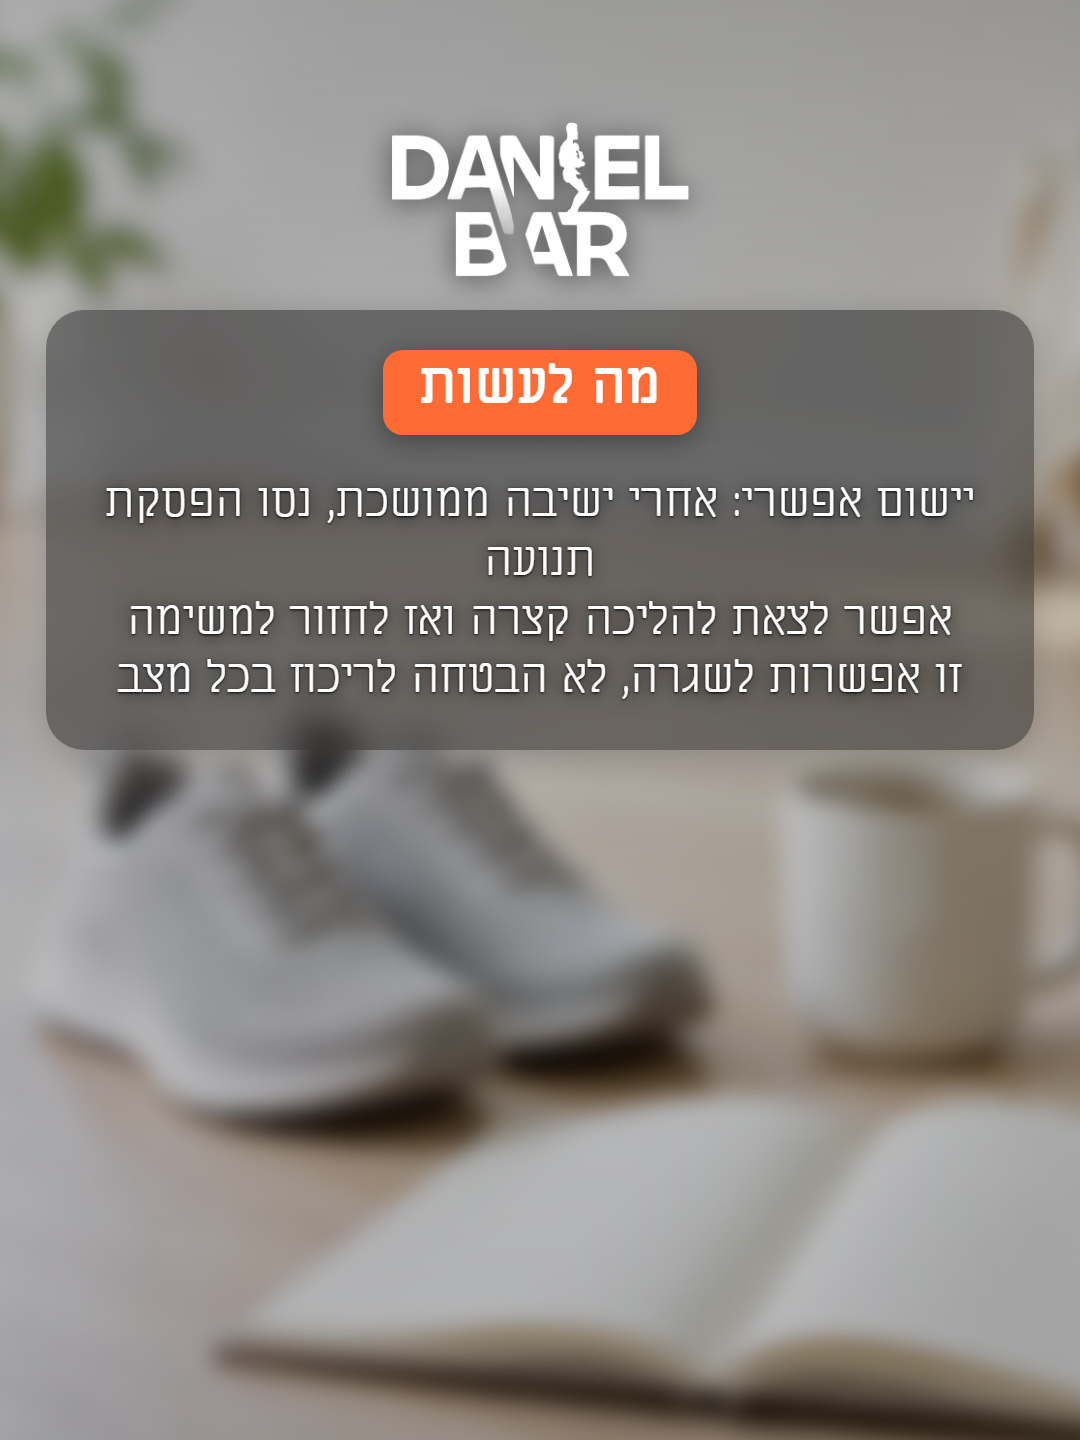 DANIEL
BAR
מה לעשות
יישום אפשרי: אחרי ישיבה ממושכת, נסו הפסקת
תנועה
אפשר לצאת להליכה קצרה ואז לחזור למשימה
זו אפשרות לשגרה, לא הבטחה לריכוז בכל מצב